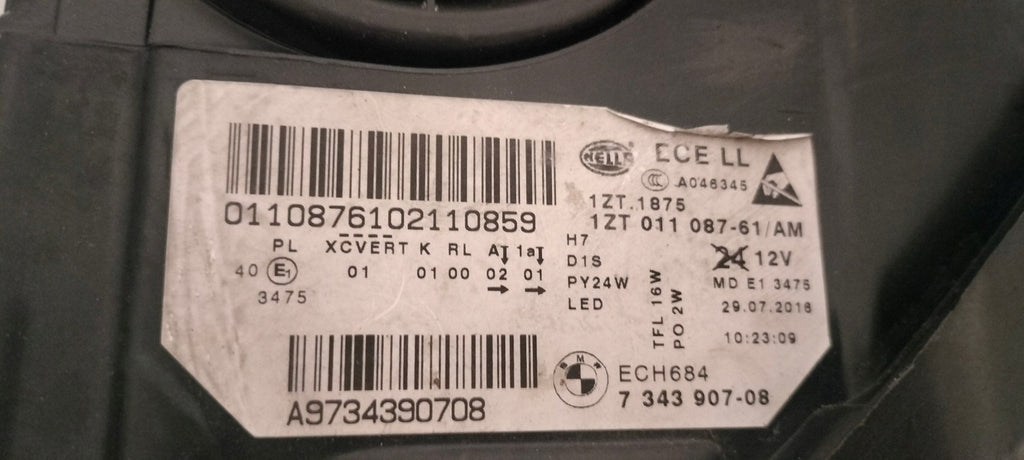 HELLA ECE LL
CCC A046345
0110876102110859
1ZT.1875
1ZT 011 087-61/AM
PL XCVERT K RL A 1a
40 E1 01 01 00 02 01
3475
H7
D1S
PY24W
LED
TFL 16W
PO 2W
24 12V
MD E1 3475
29.07.2016
10:23:09
A9734390708
BMW
ECH684
7 343 907-08